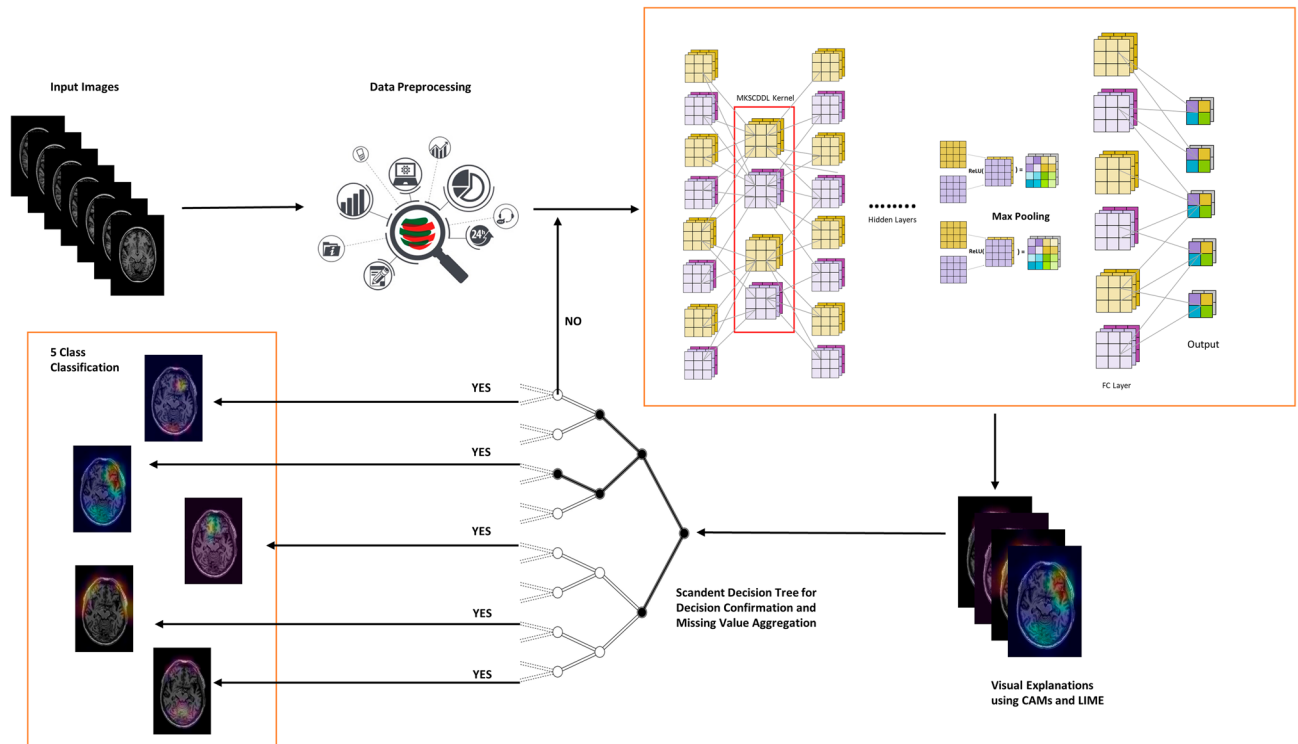 Input Images
Data Preprocessing
24h
MKSCDDL Kernel
Hidden Layers
ReLU( ) =
Max Pooling
ReLU( ) =
Output
FC Layer
NO
5 Class
Classification
YES
YES
YES
YES
YES
Scandent Decision Tree for
Decision Confirmation and
Missing Value Aggregation
Visual Explanations
using CAMs and LIME